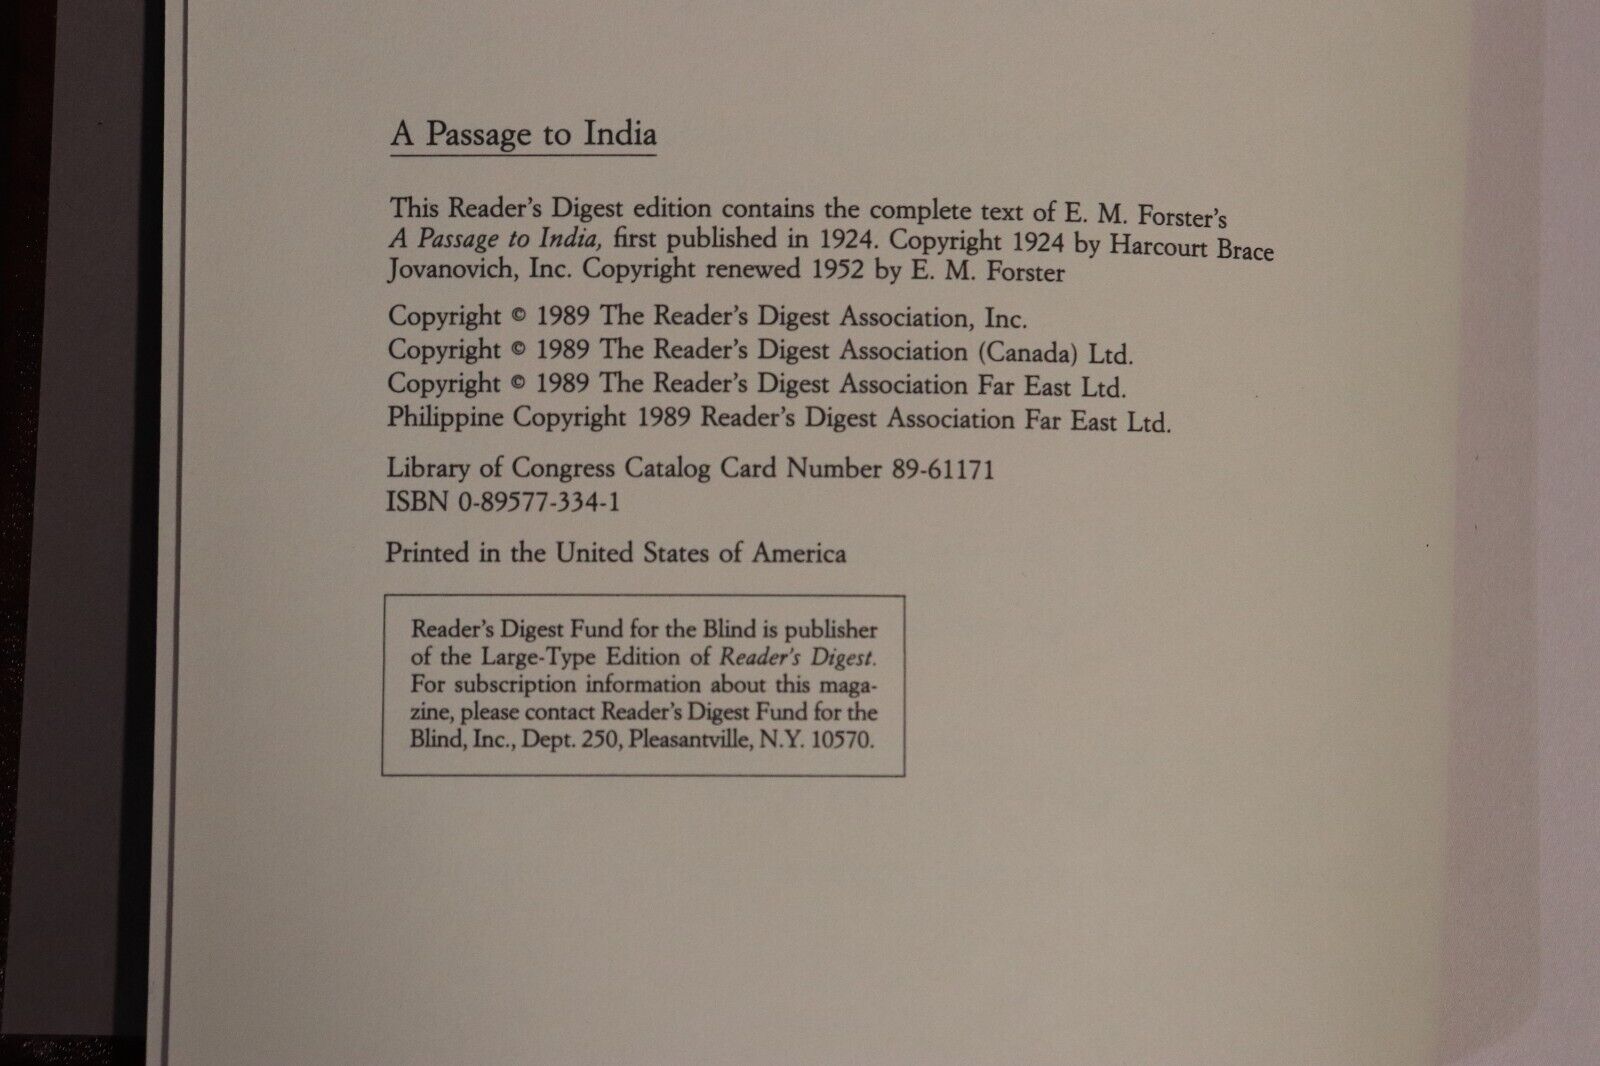 A Passage to India
This Reader's Digest edition contains the complete text of E. M. Forster's
A Passage to India, first published in 1924. Copyright 1924 by Harcourt Brace
Jovanovich, Inc. Copyright renewed 1952 by E. M. Forster
Copyright © 1989 The Reader's Digest Association, Inc.
Copyright © 1989 The Reader's Digest Association (Canada) Ltd.
Copyright © 1989 The Reader's Digest Association Far East Ltd.
Philippine Copyright 1989 Reader's Digest Association Far East Ltd.
Library of Congress Catalog Card Number 89-61171
ISBN 0-89577-334-1
Printed in the United States of America
Reader's Digest Fund for the Blind is publisher
of the Large-Type Edition of Reader's Digest.
For subscription information about this maga-
zine, please contact Reader's Digest Fund for the
Blind, Inc., Dept. 250, Pleasantville, N.Y. 10570.